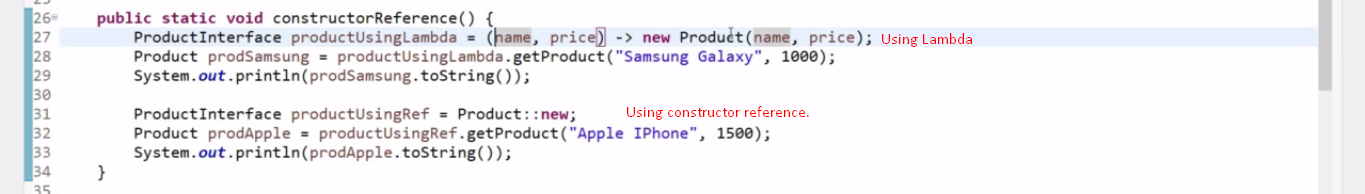 26 public static void constructorReference() {
27 ProductInterface productUsingLambda = (name, price) -> new Product(name, price); Using Lambda
28 Product prodSamsung = productUsingLambda.getProduct("Samsung Galaxy", 1000);
29 System.out.println(prodSamsung.toString());
30
31 ProductInterface productUsingRef = Product::new; Using constructor reference.
32 Product prodApple = productUsingRef.getProduct("Apple IPhone", 1500);
33 System.out.println(prodApple.toString());
34 }
35